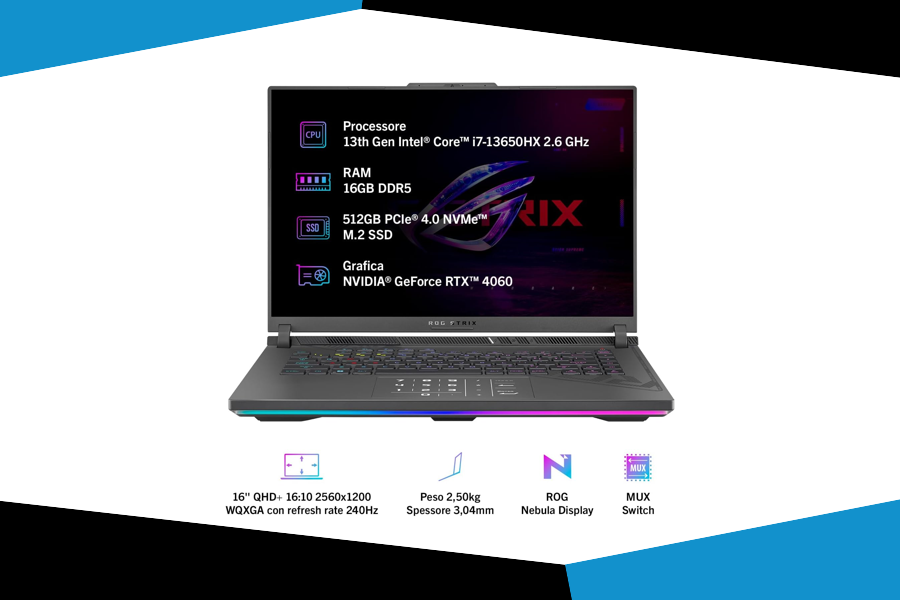 CPU
Processore
13th Gen Intel® Core™ i7-13650HX 2.6 GHz
RAM
16GB DDR5
SSD
512GB PCIe® 4.0 NVMe™
M.2 SSD
Grafica
NVIDIA® GeForce RTX™ 4060
TRIX
ROG STRIX
16'' QHD+ 16:10 2560x1200
WQXGA con refresh rate 240Hz
Peso 2,50kg
Spessore 3,04mm
ROG
Nebula Display
MUX
MUX
Switch